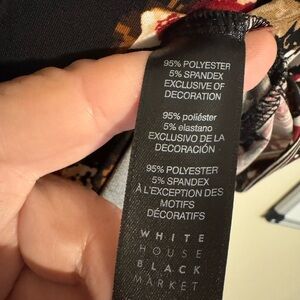 95% POLYESTER
5% SPANDEX
EXCLUSIVE OF
DECORATION
95% poliéster
5% elastano
EXCLUSIVO DE LA
DECORACIÓN
95% POLYESTER
5% SPANDEX
À L'EXCEPTION DES
MOTIFS
DÉCORATIFS
WHITE
HOUSE
BLACK
MARKET